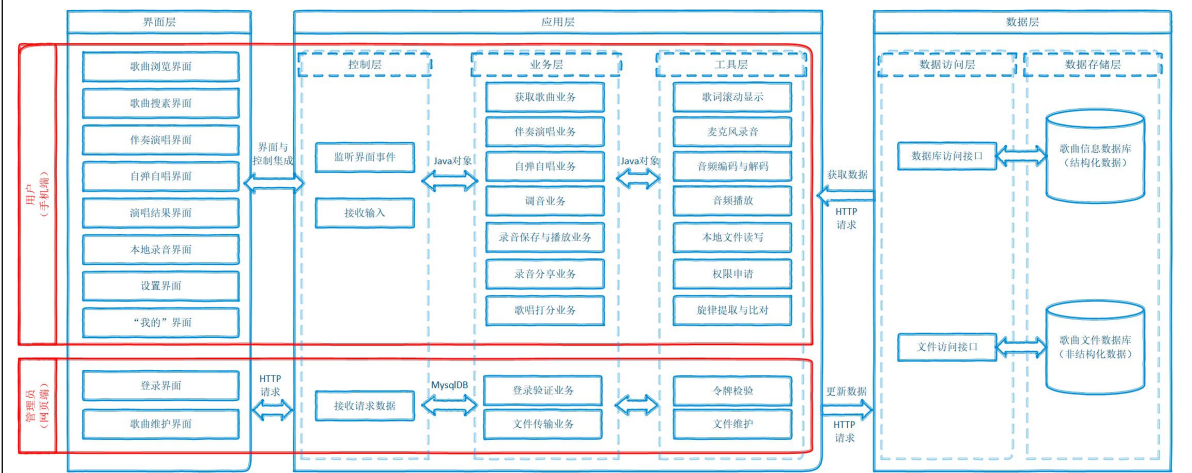 界面层
应用层
数据层
用户
（手机端）
歌曲浏览界面
歌曲搜素界面
伴奏演唱界面
自弹自唱界面
演唱结果界面
本地录音界面
设置界面
“我的”界面
界面与
控制集成
控制层
监听界面事件
接收输入
Java对象
业务层
获取歌曲业务
伴奏演唱业务
自弹自唱业务
调音业务
录音保存与播放业务
录音分享业务
歌唱打分业务
Java对象
工具层
歌词滚动显示
麦克风录音
音频编码与解码
音频播放
本地文件读写
权限申请
旋律提取与比对
获取数据
HTTP
请求
数据访问层
数据库访问接口
文件访问接口
数据存储层
歌曲信息数据库
（结构化数据）
歌曲文件数据库
（非结构化数据）
管理员
（网页端）
登录界面
歌曲维护界面
HTTP
请求
接收请求数据
MysqlDB
登录验证业务
文件传输业务
令牌检验
文件维护
更新数据
HTTP
请求